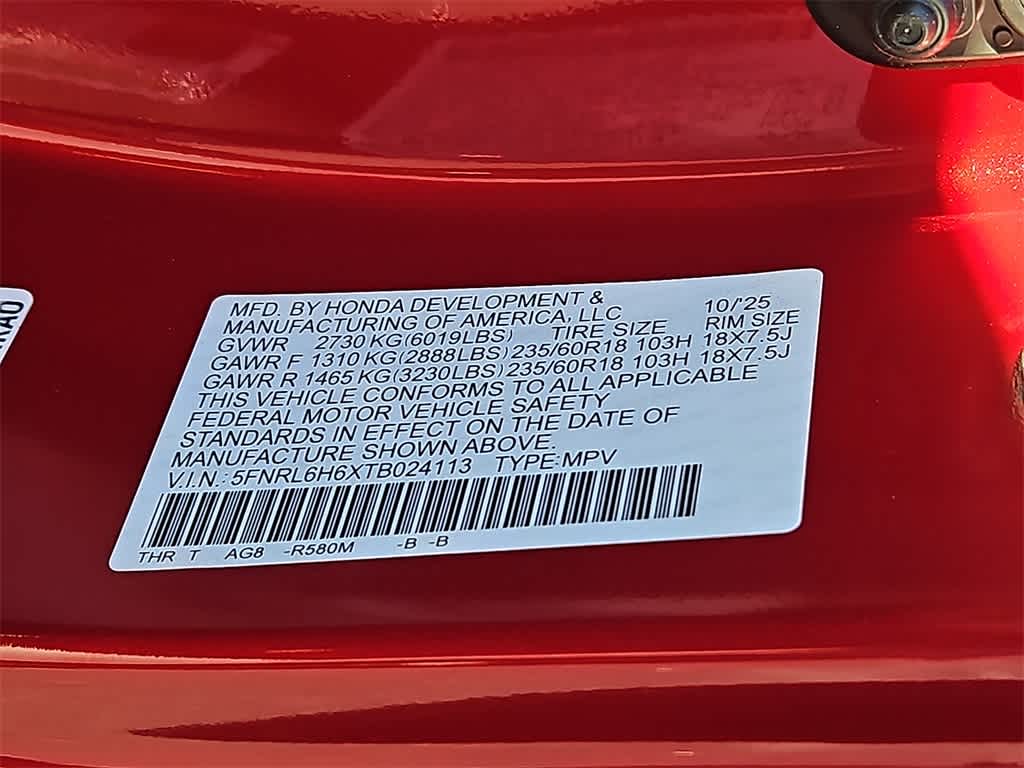 MFD. BY HONDA DEVELOPMENT & 10/'25
MANUFACTURING OF AMERICA, LLC
GVWR 2730 KG(6019LBS) TIRE SIZE RIM SIZE
GAWR F 1310 KG(2888LBS) 235/60R18 103H 18X7.5J
GAWR R 1465 KG(3230LBS) 235/60R18 103H 18X7.5J
THIS VEHICLE CONFORMS TO ALL APPLICABLE
FEDERAL MOTOR VEHICLE SAFETY
STANDARDS IN EFFECT ON THE DATE OF
MANUFACTURE SHOWN ABOVE.
V.I.N.: 5FNRL6H6XTB024113 TYPE:MPV
THR T AG8 -R580M -B -B